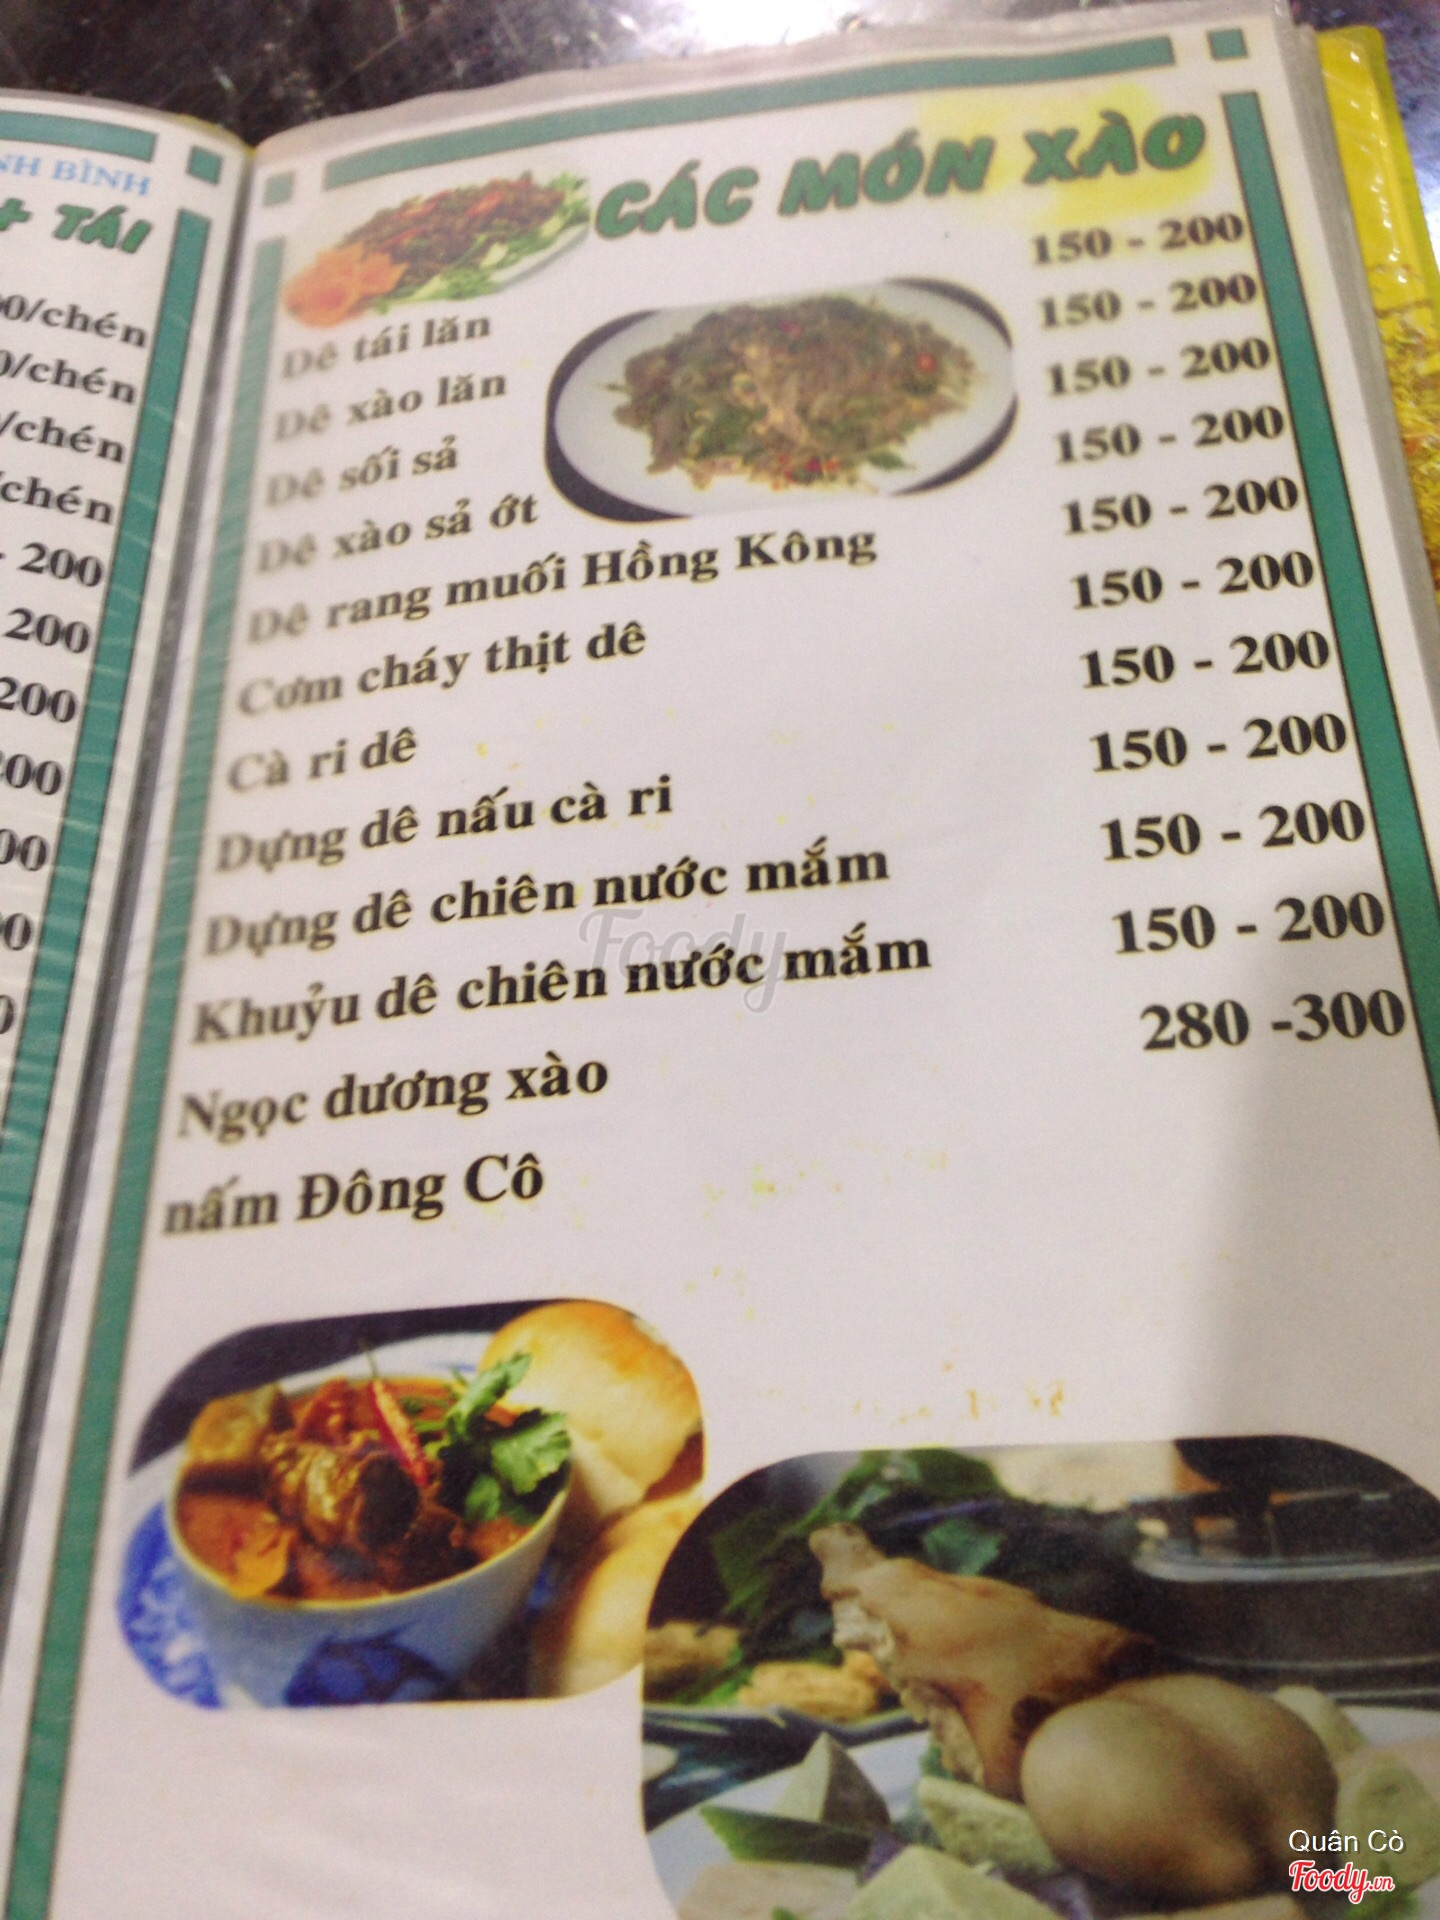 NH BÌNH
+ TÁI
0/chén
0/chén
/chén
/chén
- 200
200
200
CÁC MÓN XÀO
Dê tái lăn 150 - 200
Dê xào lăn 150 - 200
Dê sối sả 150 - 200
Dê xào sả ớt 150 - 200
Dê rang muối Hồng Kông 150 - 200
Cơm cháy thịt dê 150 - 200
Cà ri dê 150 - 200
Dựng dê nấu cà ri 150 - 200
Dựng dê chiên nước mắm 150 - 200
Khuỷu dê chiên nước mắm 150 - 200
Ngọc dương xào 280 -300
nấm Đông Cô
Foody
Quân Cò
Foody.vn